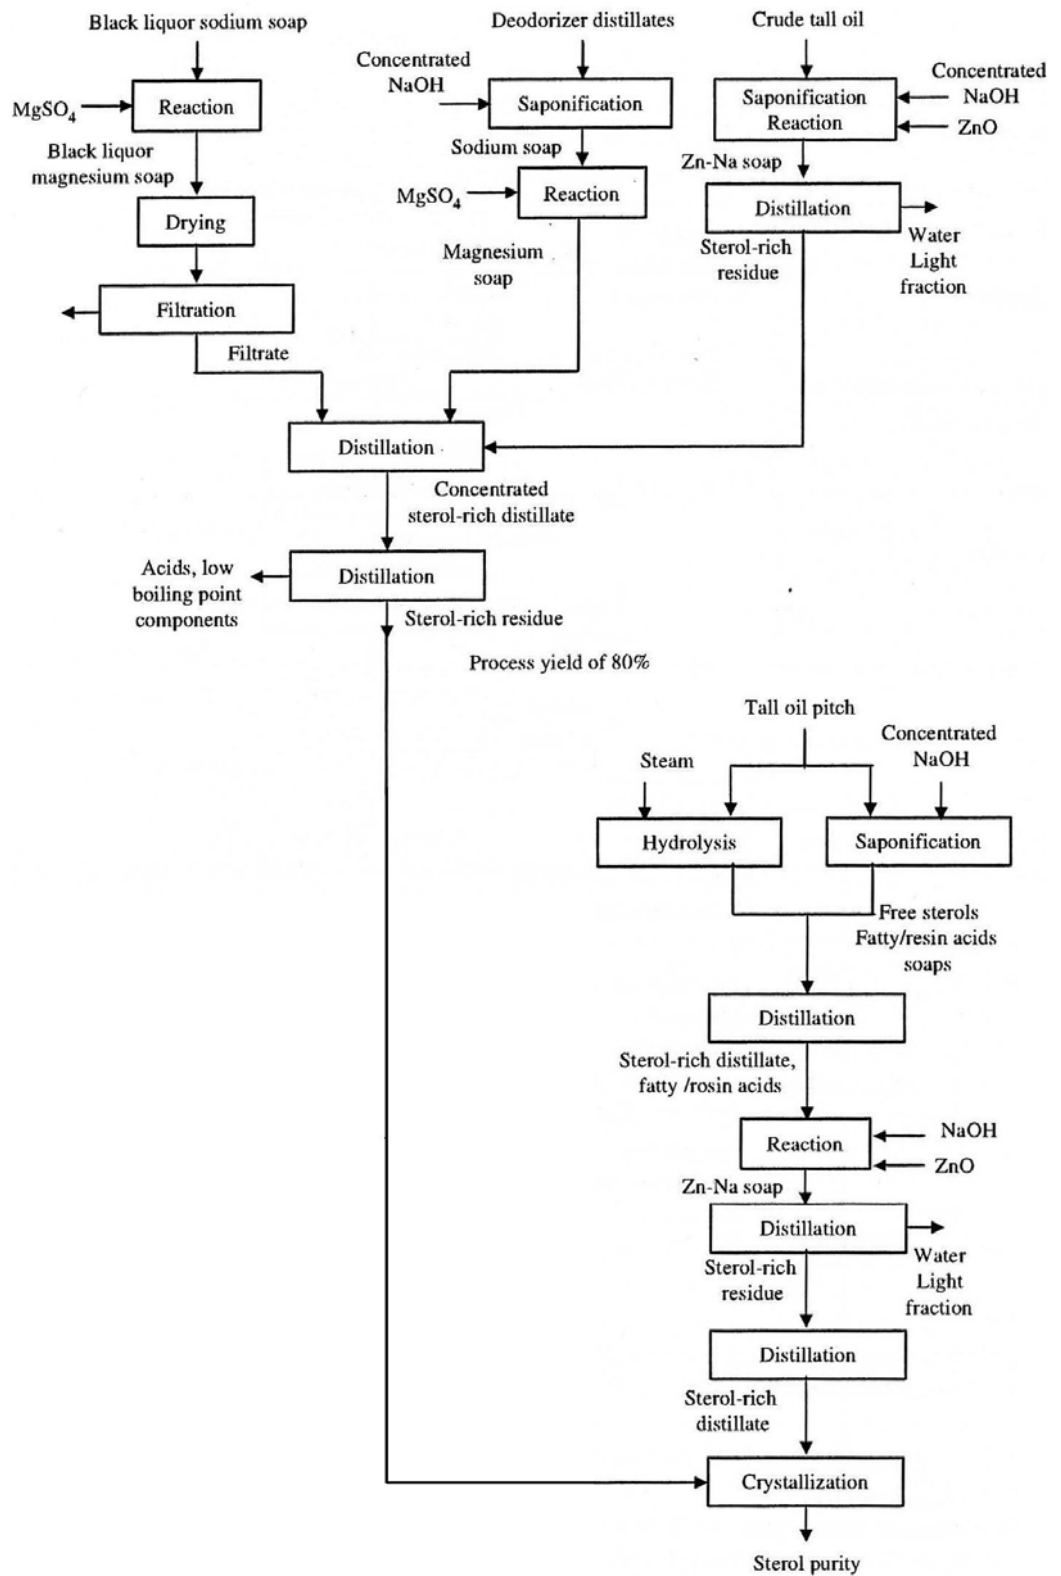 Black liquor sodium soap
Deodorizer distillates
Crude tall oil
Concentrated
NaOH
Concentrated
NaOH
MgSO4
Reaction
Saponification
Saponification
Reaction
ZnO
Black liquor
magnesium soap
Sodium soap
Zn-Na soap
MgSO4
Reaction
Distillation
Drying
Magnesium
soap
Sterol-rich
residue
Water
Light
fraction
Filtration
Filtrate
Distillation
Concentrated
sterol-rich distillate
Acids, low
boiling point
components
Distillation
Sterol-rich residue
Process yield of 80%
Tall oil pitch
Steam
Concentrated
NaOH
Hydrolysis
Saponification
Free sterols
Fatty/resin acids
soaps
Distillation
Sterol-rich distillate,
fatty /rosin acids
Reaction
NaOH
ZnO
Zn-Na soap
Distillation
Sterol-rich
residue
Water
Light
fraction
Distillation
Sterol-rich
distillate
Crystallization
Sterol purity